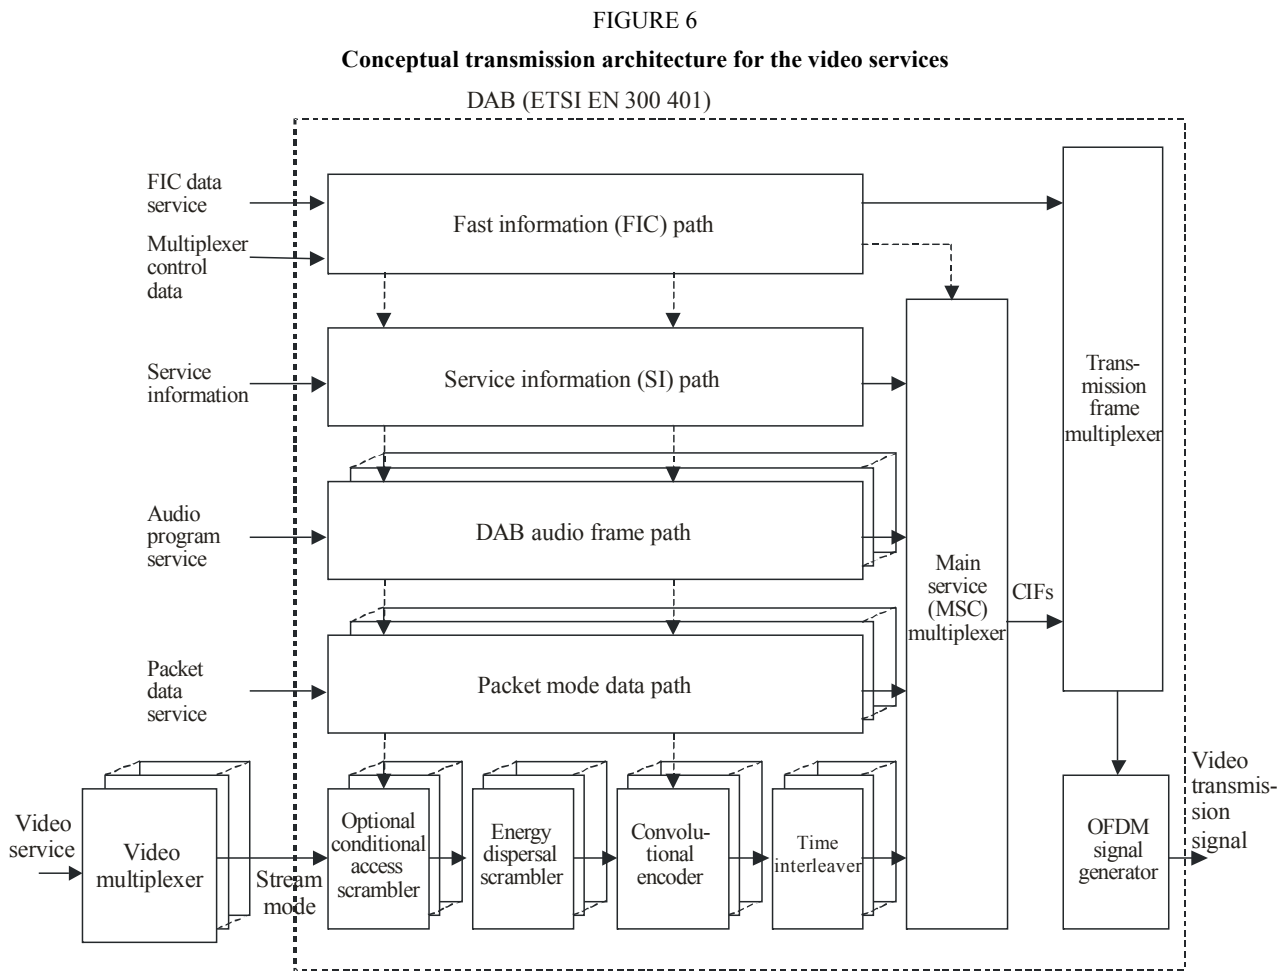 FIGURE 6
Conceptual transmission architecture for the video services
DAB (ETSI EN 300 401)
FIC data
service
Multiplexer
control
data
Fast information (FIC) path
Service
information
Service information (SI) path
Audio
program
service
DAB audio frame path
Packet
data
service
Packet mode data path
Video
service
Video
multiplexer
Stream
mode
Optional
conditional
access
scrambler
Energy
dispersal
scrambler
Convolu-
tional
encoder
Time
interleaver
Main
service
(MSC)
multiplexer
CIFs
Trans-
mission
frame
multiplexer
OFDM
signal
generator
Video
transmis-
sion
signal